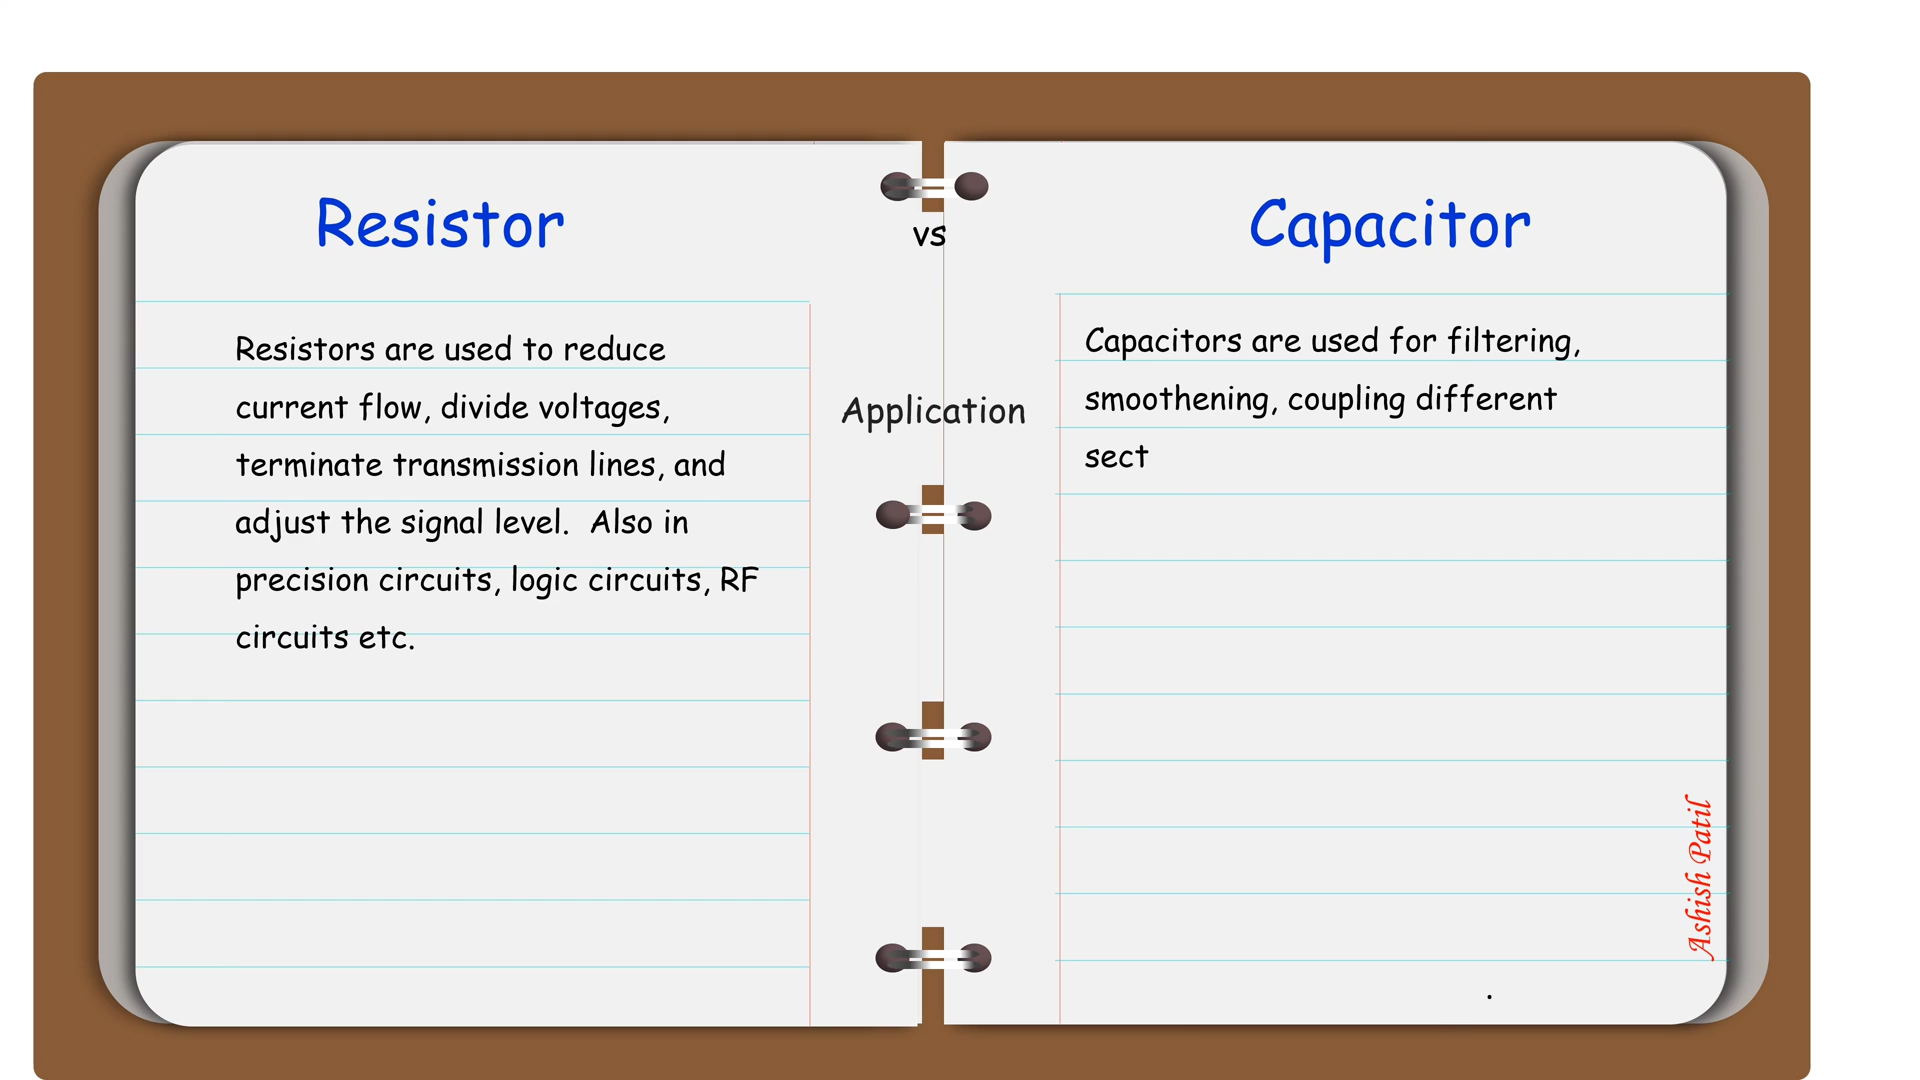 Resistor
vs
Capacitor
Resistors are used to reduce
current flow, divide voltages,
terminate transmission lines, and
adjust the signal level.  Also in
precision circuits, logic circuits, RF
circuits etc.
Application
Capacitors are used for filtering,
smoothening, coupling different
sect
.
Ashish Patil